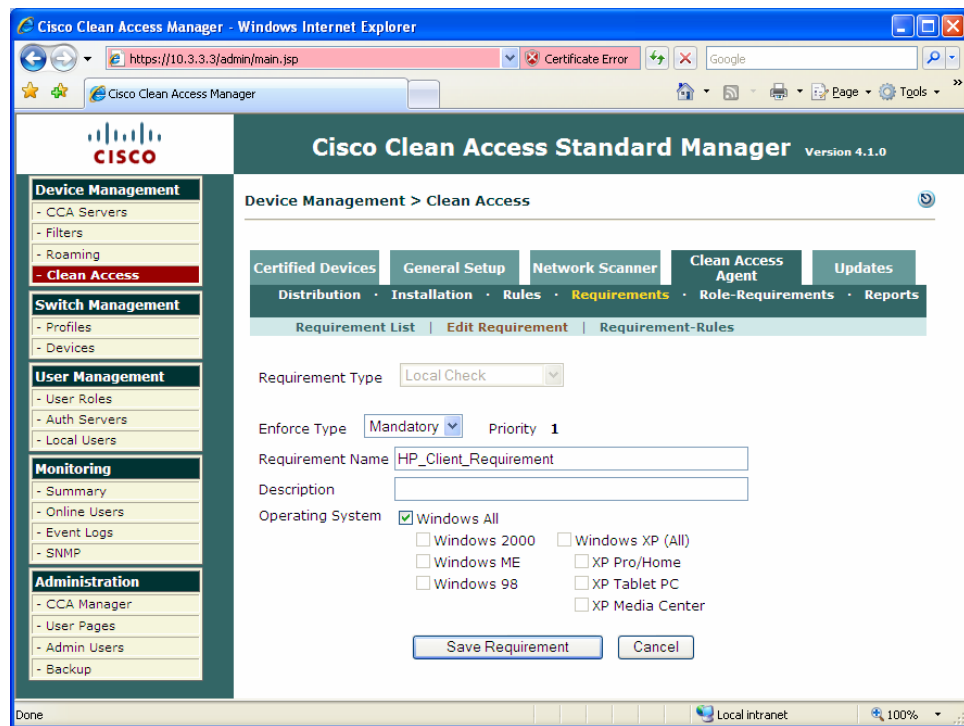 Cisco Clean Access Manager - Windows Internet Explorer
https://10.3.3.3/admin/main.jsp
Certificate Error
Google
Cisco Clean Access Manager
Page
Tools
»
CISCO
Cisco Clean Access Standard Manager Version 4.1.0
Device Management
- CCA Servers
- Filters
- Roaming
- Clean Access
Switch Management
- Profiles
- Devices
User Management
- User Roles
- Auth Servers
- Local Users
Monitoring
- Summary
- Online Users
- Event Logs
- SNMP
Administration
- CCA Manager
- User Pages
- Admin Users
- Backup
Device Management > Clean Access
Certified Devices
General Setup
Network Scanner
Clean Access
Agent
Updates
Distribution · Installation · Rules · Requirements · Role-Requirements · Reports
Requirement List | Edit Requirement | Requirement-Rules
Requirement Type Local Check
Enforce Type Mandatory Priority 1
Requirement Name HP_Client_Requirement
Description
Operating System Windows All
Windows 2000 Windows XP (All)
Windows ME XP Pro/Home
Windows 98 XP Tablet PC
XP Media Center
Save Requirement Cancel
Done Local intranet 100%